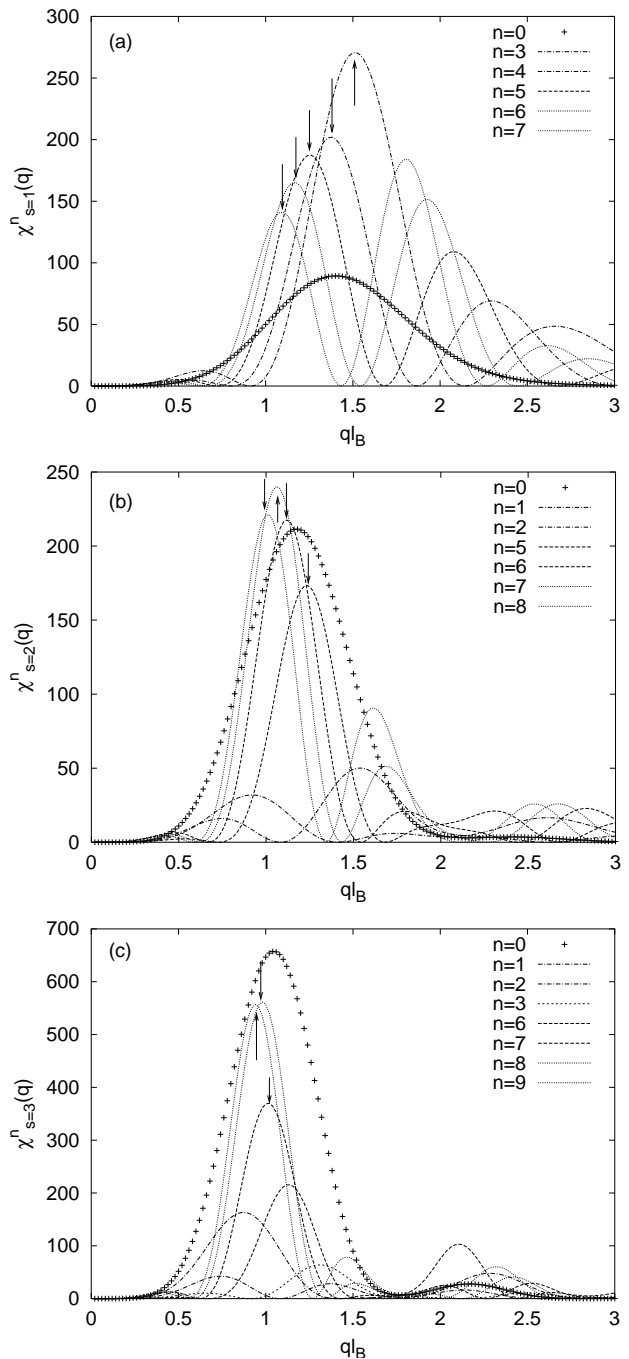 (a)
n=0
n=3
n=4
n=5
n=6
n=7
300
250
200
150
100
50
0
χⁿₛ₌₁(q)
0 0.5 1 1.5 2 2.5 3
qlB
(b)
n=0
n=1
n=2
n=5
n=6
n=7
n=8
250
200
150
100
50
0
χⁿₛ₌₂(q)
0 0.5 1 1.5 2 2.5 3
qlB
(c)
n=0
n=1
n=2
n=3
n=6
n=7
n=8
n=9
700
600
500
400
300
200
100
0
χⁿₛ₌₃(q)
0 0.5 1 1.5 2 2.5 3
qlB